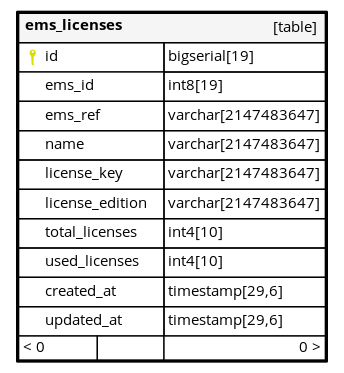 ems_licenses [table]
id bigserial[19]
ems_id int8[19]
ems_ref varchar[2147483647]
name varchar[2147483647]
license_key varchar[2147483647]
license_edition varchar[2147483647]
total_licenses int4[10]
used_licenses int4[10]
created_at timestamp[29,6]
updated_at timestamp[29,6]
< 0 0 >